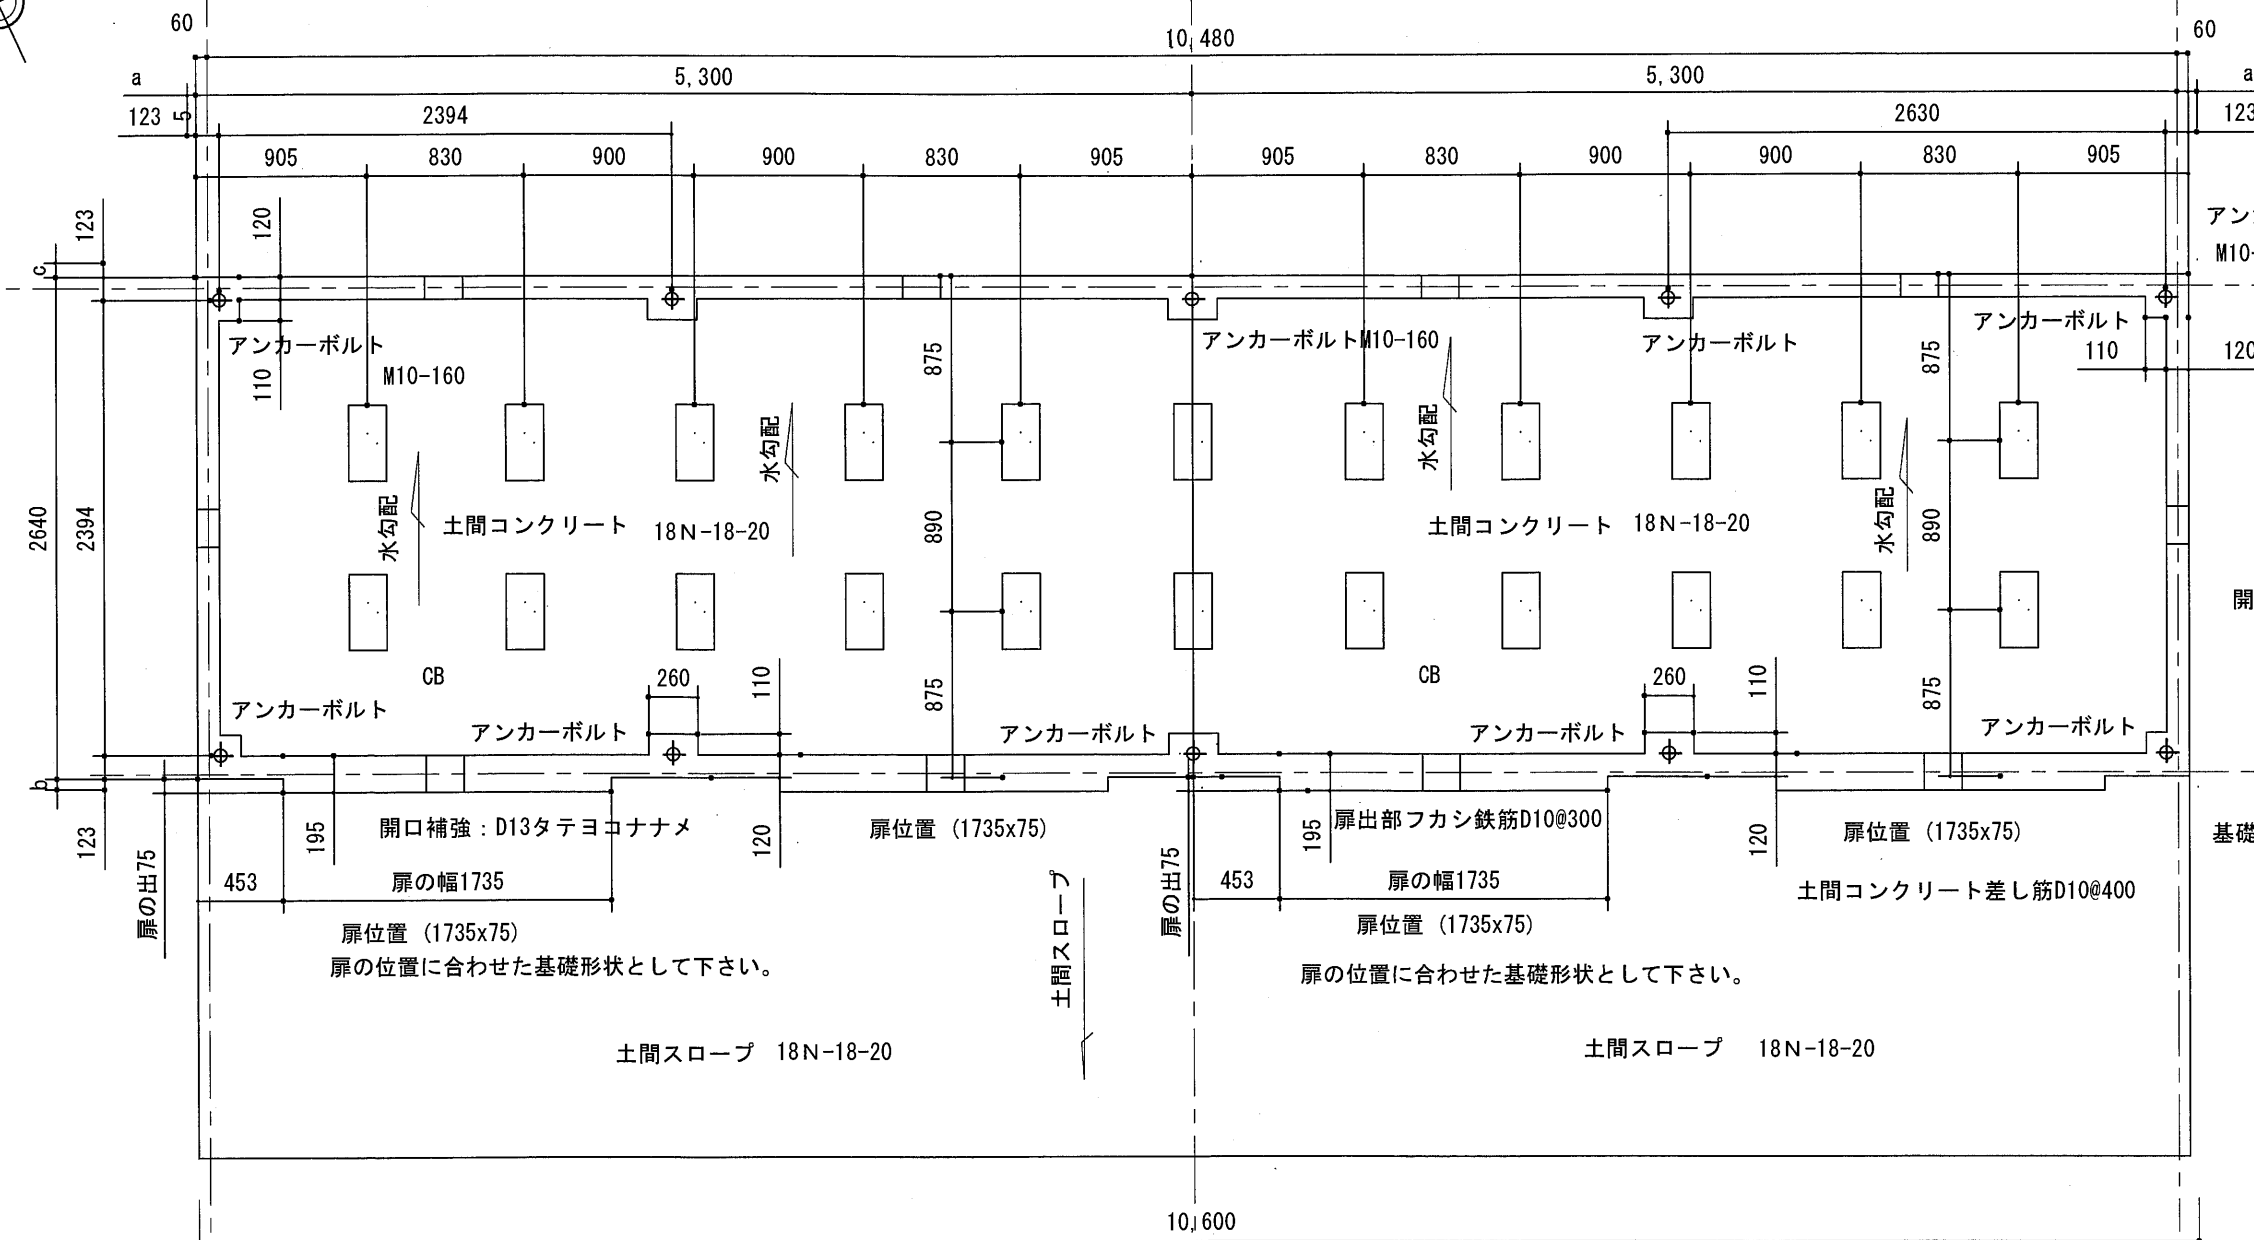 60
10,480
60
a
5,300
5,300
a
123
5
2394
2630
123
905
830
900
900
830
905
905
830
900
900
830
905
123
120
c
アン
M10-
アンカーボルト
M10-160
110
875
アンカーボルトM10-160
アンカーボルト
アンカーボルト
875
110
120
水勾配
水勾配
水勾配
水勾配
2640
2394
土間コンクリート 18N-18-20
890
土間コンクリート 18N-18-20
890
開
CB
260
110
875
CB
260
110
875
アンカーボルト
アンカーボルト
アンカーボルト
アンカーボルト
アンカーボルト
b
123
扉の出75
195
開口補強：D13タテヨコナナメ
120
扉位置 (1735x75)
扉の出75
195
扉出部フカシ鉄筋D10@300
120
扉位置 (1735x75)
基礎
453
扉の幅1735
453
扉の幅1735
土間コンクリート差し筋D10@400
扉位置 (1735x75)
扉の位置に合わせた基礎形状として下さい。
土間スロープ
扉位置 (1735x75)
扉の位置に合わせた基礎形状として下さい。
土間スロープ 18N-18-20
土間スロープ 18N-18-20
10,600